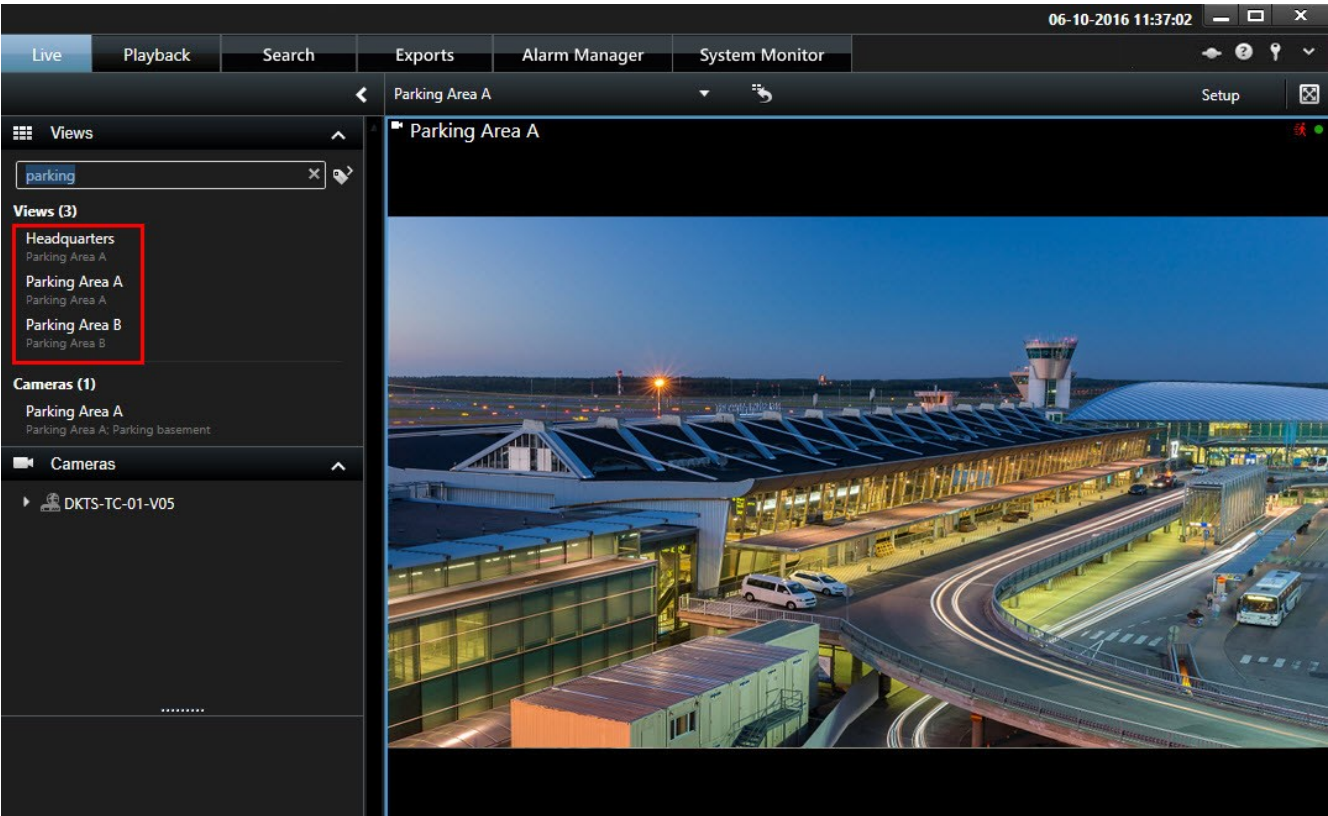 06-10-2016 11:37:02
Live Playback Search Exports Alarm Manager System Monitor
Parking Area A
Setup
Views
Parking Area A
parking
Views (3)
Headquarters
Parking Area A
Parking Area A
Parking Area A
Parking Area B
Parking Area B
Cameras (1)
Parking Area A
Parking Area A; Parking basement
Cameras
DKTS-TC-01-V05